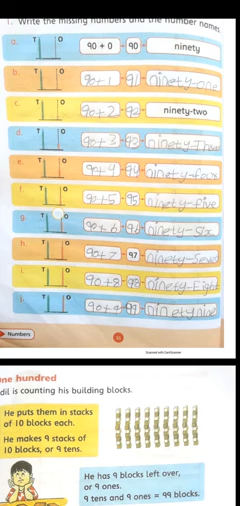 1. Write the missing numbers and the number names.
a. T O 90 + 0 = 90 = ninety
b. T O 90+1 = 91 = ninety-one
c. T O 90+2 = 92 = ninety-two
d. T O 90+3 = 93 = ninety-Three
e. T O 90+4 = 94 = ninety-four
f. T O 90+5 = 95 = ninety-five
g. T O 90+6 = 96 = ninety-six
h. T O 90+7 = 97 = ninety-Seven
i. T O 90+8 = 98 = ninety-Eight
T O 90+9 = 99 = ninetynine
Numbers
Scanned with CamScanner
ne hundred
dil is counting his building blocks.
He puts them in stacks
of 10 blocks each.
He makes 9 stacks of
10 blocks, or 9 tens.
He has 9 blocks left over,
or 9 ones.
9 tens and 9 ones = 99 blocks.